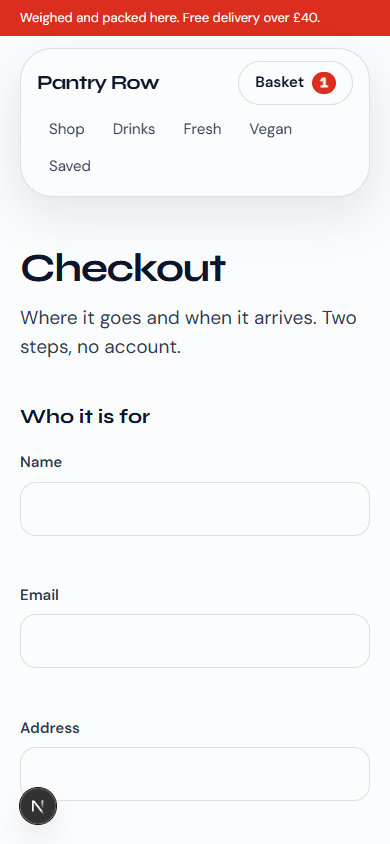 Weighed and packed here. Free delivery over £40.
Pantry Row
Basket 1
Shop Drinks Fresh Vegan
Saved
Checkout
Where it goes and when it arrives. Two
steps, no account.
Who it is for
Name
Email
Address
N